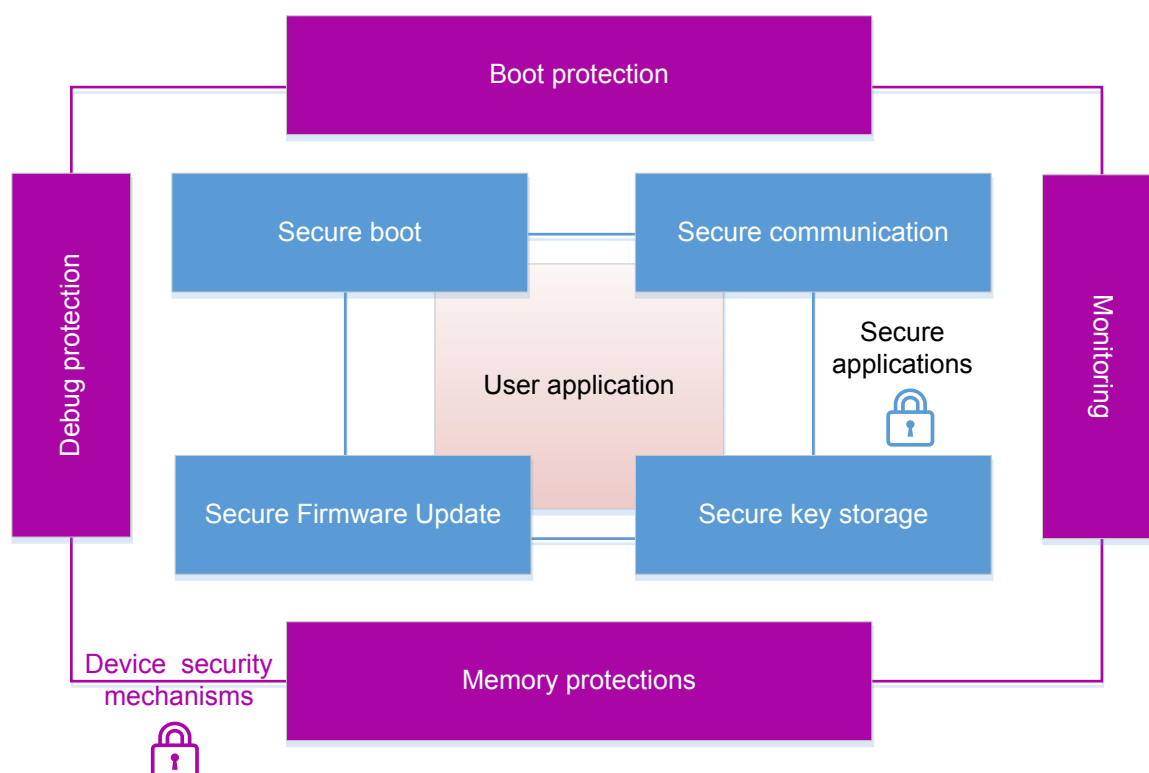 Boot protection
Secure boot
Secure communication
Debug protection
Monitoring
Secure
applications
User application
Secure Firmware Update
Secure key storage
Device security
mechanisms
Memory protections